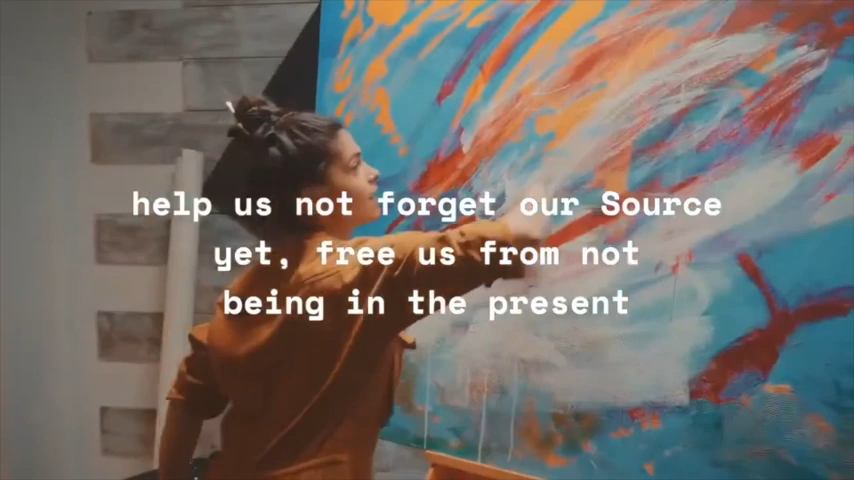 help us not forget our Source
yet, free us from not
being in the present